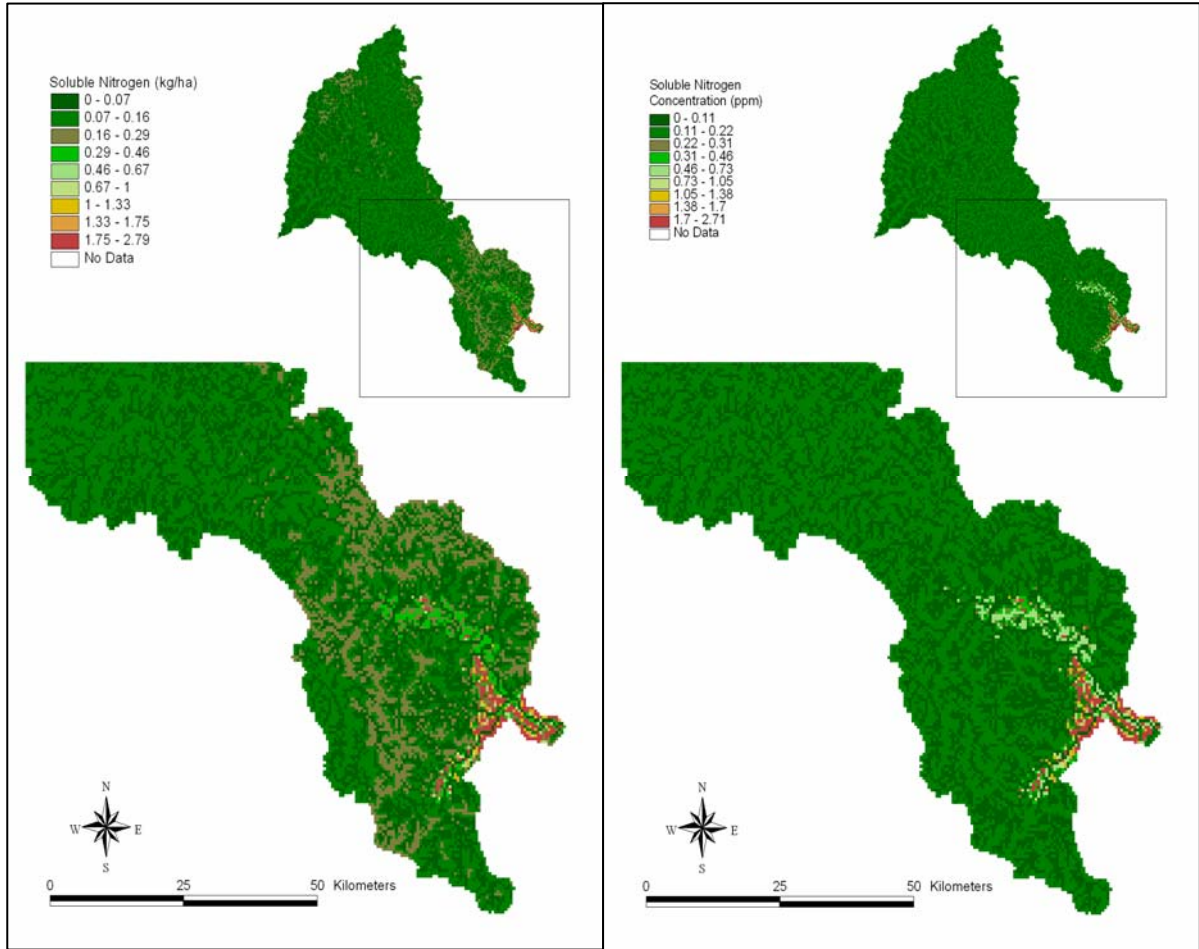 Soluble Nitrogen (kg/ha)
0 - 0.07
0.07 - 0.16
0.16 - 0.29
0.29 - 0.46
0.46 - 0.67
0.67 - 1
1 - 1.33
1.33 - 1.75
1.75 - 2.79
No Data
N
W E
S
0 25 50 Kilometers
Soluble Nitrogen
Concentration (ppm)
0 - 0.11
0.11 - 0.22
0.22 - 0.31
0.31 - 0.46
0.46 - 0.73
0.73 - 1.05
1.05 - 1.38
1.38 - 1.7
1.7 - 2.71
No Data
N
W E
S
0 25 50 Kilometers